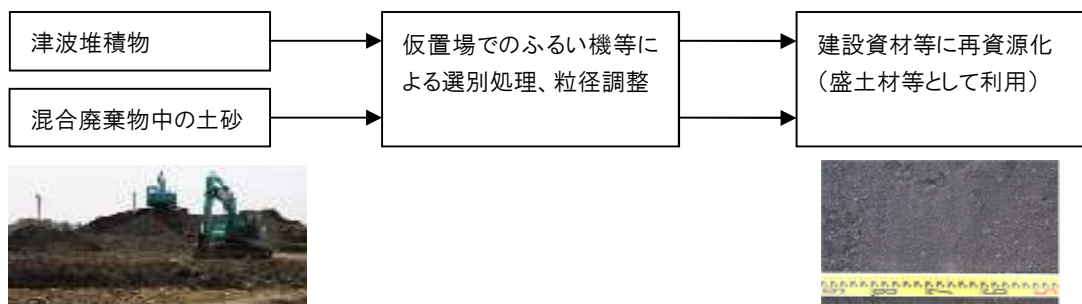 津波堆積物
混合廃棄物中の土砂
仮置場でのふるい機等に
よる選別処理、粒径調整
建設資材等に再資源化
（盛土材等として利用）